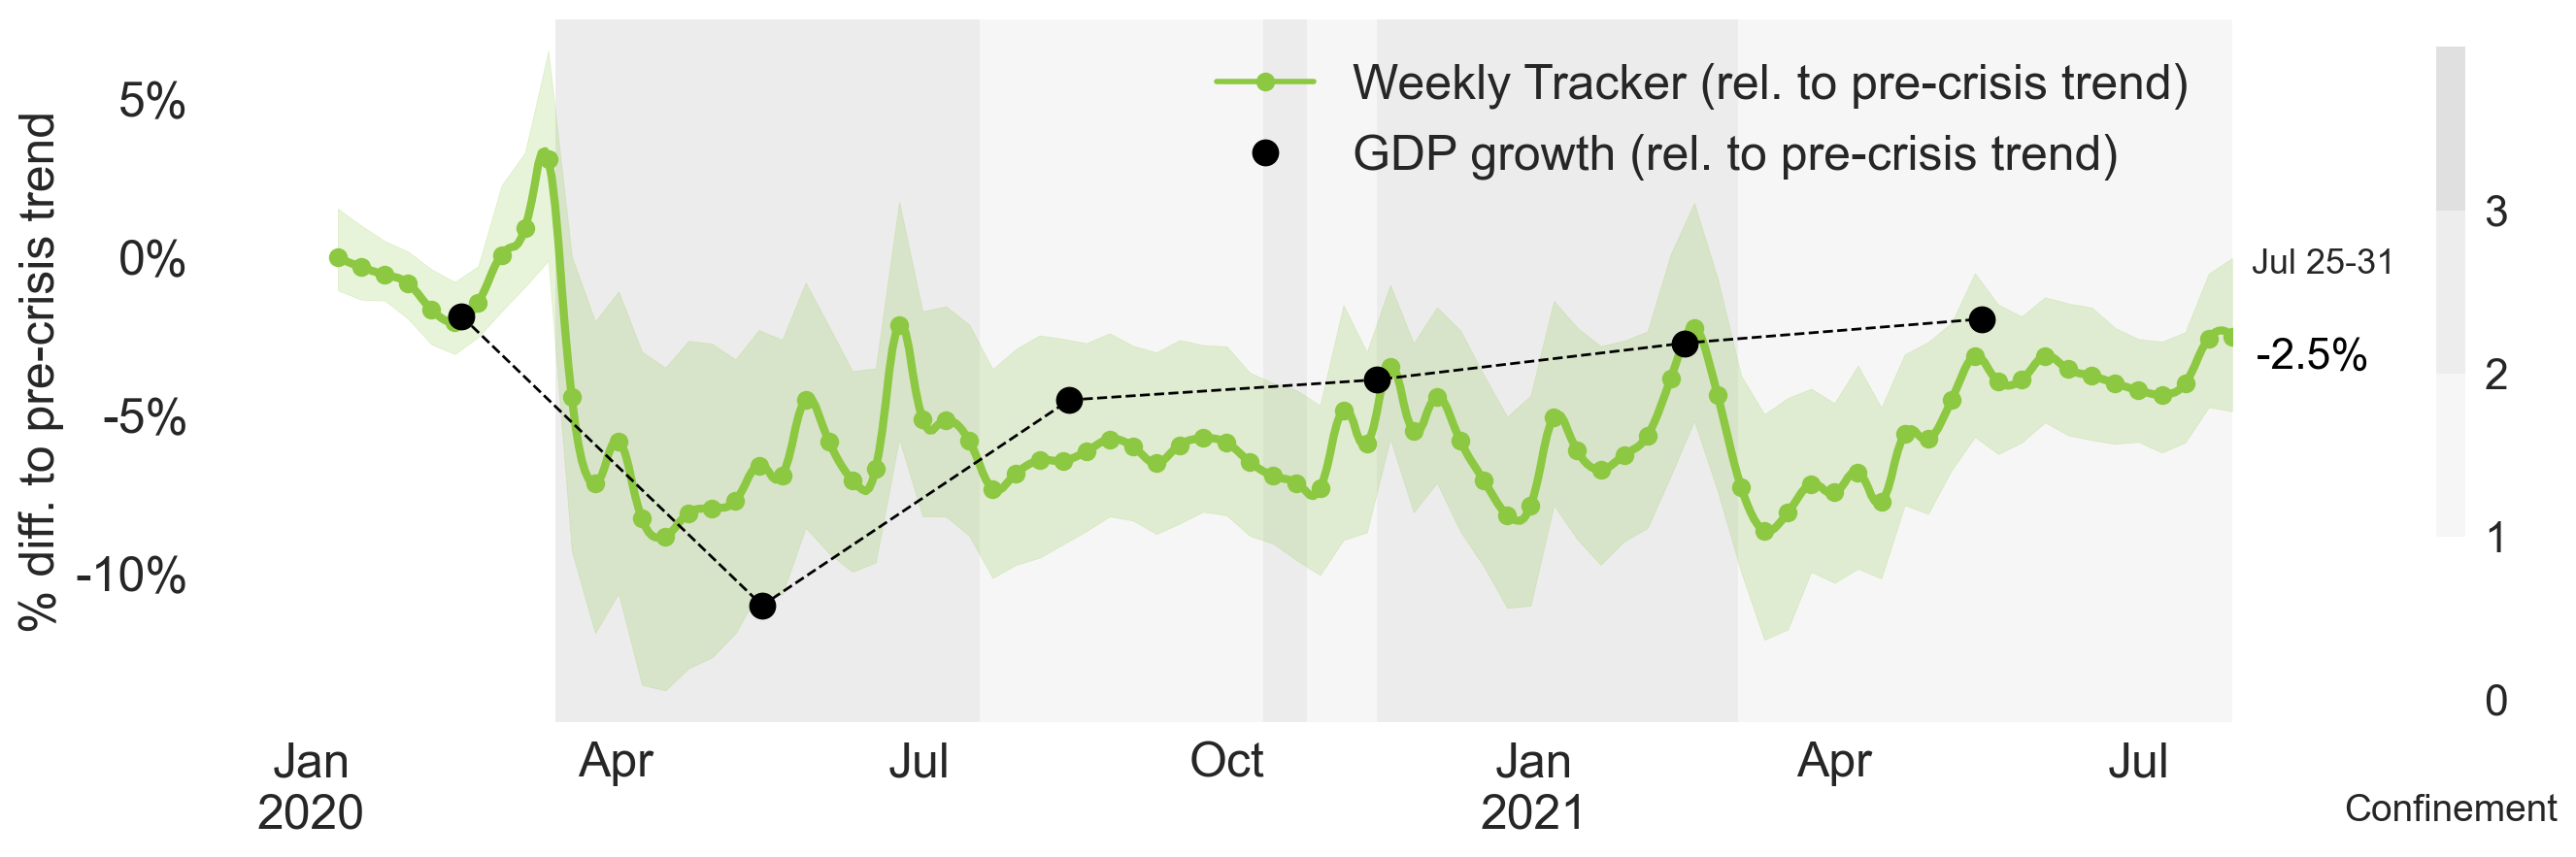 % diff. to pre-crisis trend
5%
0%
-5%
-10%
Weekly Tracker (rel. to pre-crisis trend)
GDP growth (rel. to pre-crisis trend)
Jul 25-31
-2.5%
3
2
1
0
Jan Apr Jul Oct Jan Apr Jul
2020 2021
Confinement